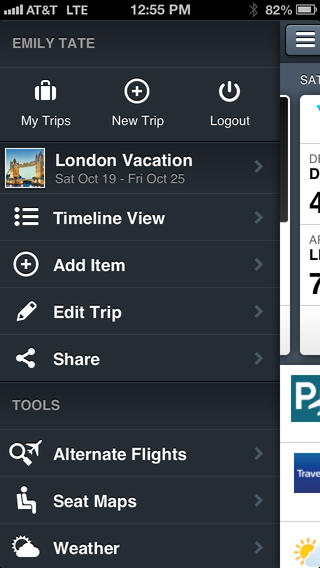 AT&T LTE 12:55 PM 82%
EMILY TATE
My Trips New Trip Logout
London Vacation
Sat Oct 19 - Fri Oct 25
Timeline View
Add Item
Edit Trip
Share
TOOLS
Alternate Flights
Seat Maps
Weather
SAT
DE
D
4
AR
7
Trave